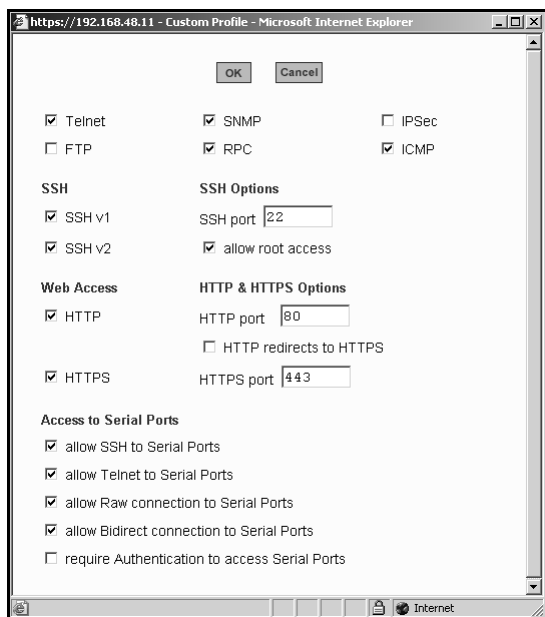 https://192.168.48.11 - Custom Profile - Microsoft Internet Explorer
OK Cancel
Telnet SNMP IPSec
FTP RPC ICMP
SSH SSH Options
SSH v1 SSH port 22
SSH v2 allow root access
Web Access HTTP & HTTPS Options
HTTP HTTP port 80
HTTP redirects to HTTPS
HTTPS HTTPS port 443
Access to Serial Ports
allow SSH to Serial Ports
allow Telnet to Serial Ports
allow Raw connection to Serial Ports
allow Bidirect connection to Serial Ports
require Authentication to access Serial Ports
Internet